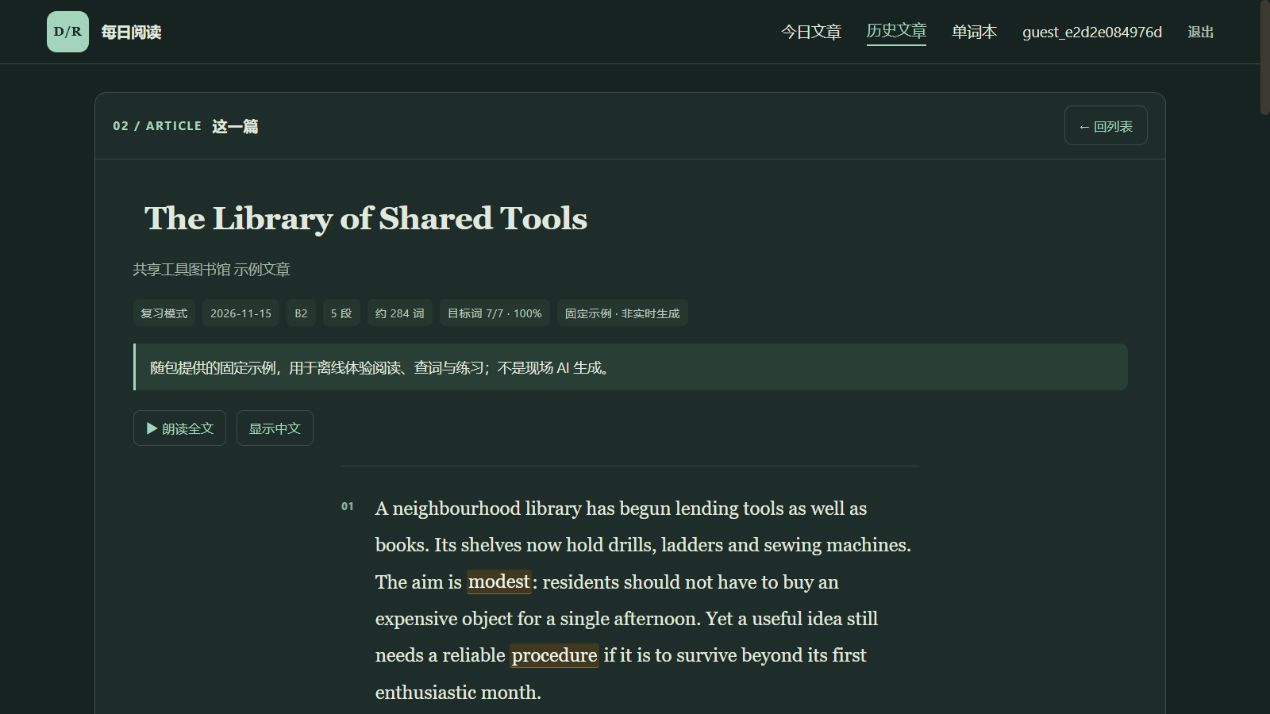 D/R 每日阅读 今日文章 历史文章 单词本 guest_e2d2e084976d 退出
02 / ARTICLE 这一篇 ← 回列表
The Library of Shared Tools
共享工具图书馆 示例文章
复习模式 2026-11-15 B2 5 段 约 284 词 目标词 7/7 · 100% 固定示例 · 非实时生成
随包提供的固定示例，用于离线体验阅读、查词与练习；不是现场 AI 生成。
▶ 朗读全文 显示中文
01 A neighbourhood library has begun lending tools as well as
books. Its shelves now hold drills, ladders and sewing machines.
The aim is modest: residents should not have to buy an
expensive object for a single afternoon. Yet a useful idea still
needs a reliable procedure if it is to survive beyond its first
enthusiastic month.